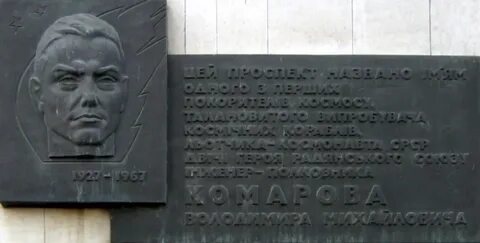 1927-1967
ЦЕЙ ПРОСПЕКТ НАЗВАНО ІМ'ЯМ
ОДНОГО З ПЕРШИХ
ПОКОРИТЕЛІВ КОСМОСУ,
ТАЛАНОВИТОГО ВИПРОБУВАЧА
КОСМІЧНИХ КОРАБЛІВ,
ЛЬОТЧИКА-КОСМОНАВТА СРСР
ДВІЧІ ГЕРОЯ РАДЯНСЬКОГО СОЮЗУ
ІНЖЕНЕР-ПОЛКОВНИКА
КОМАРОВА
ВОЛОДИМИРА МИХАЙЛОВИЧА